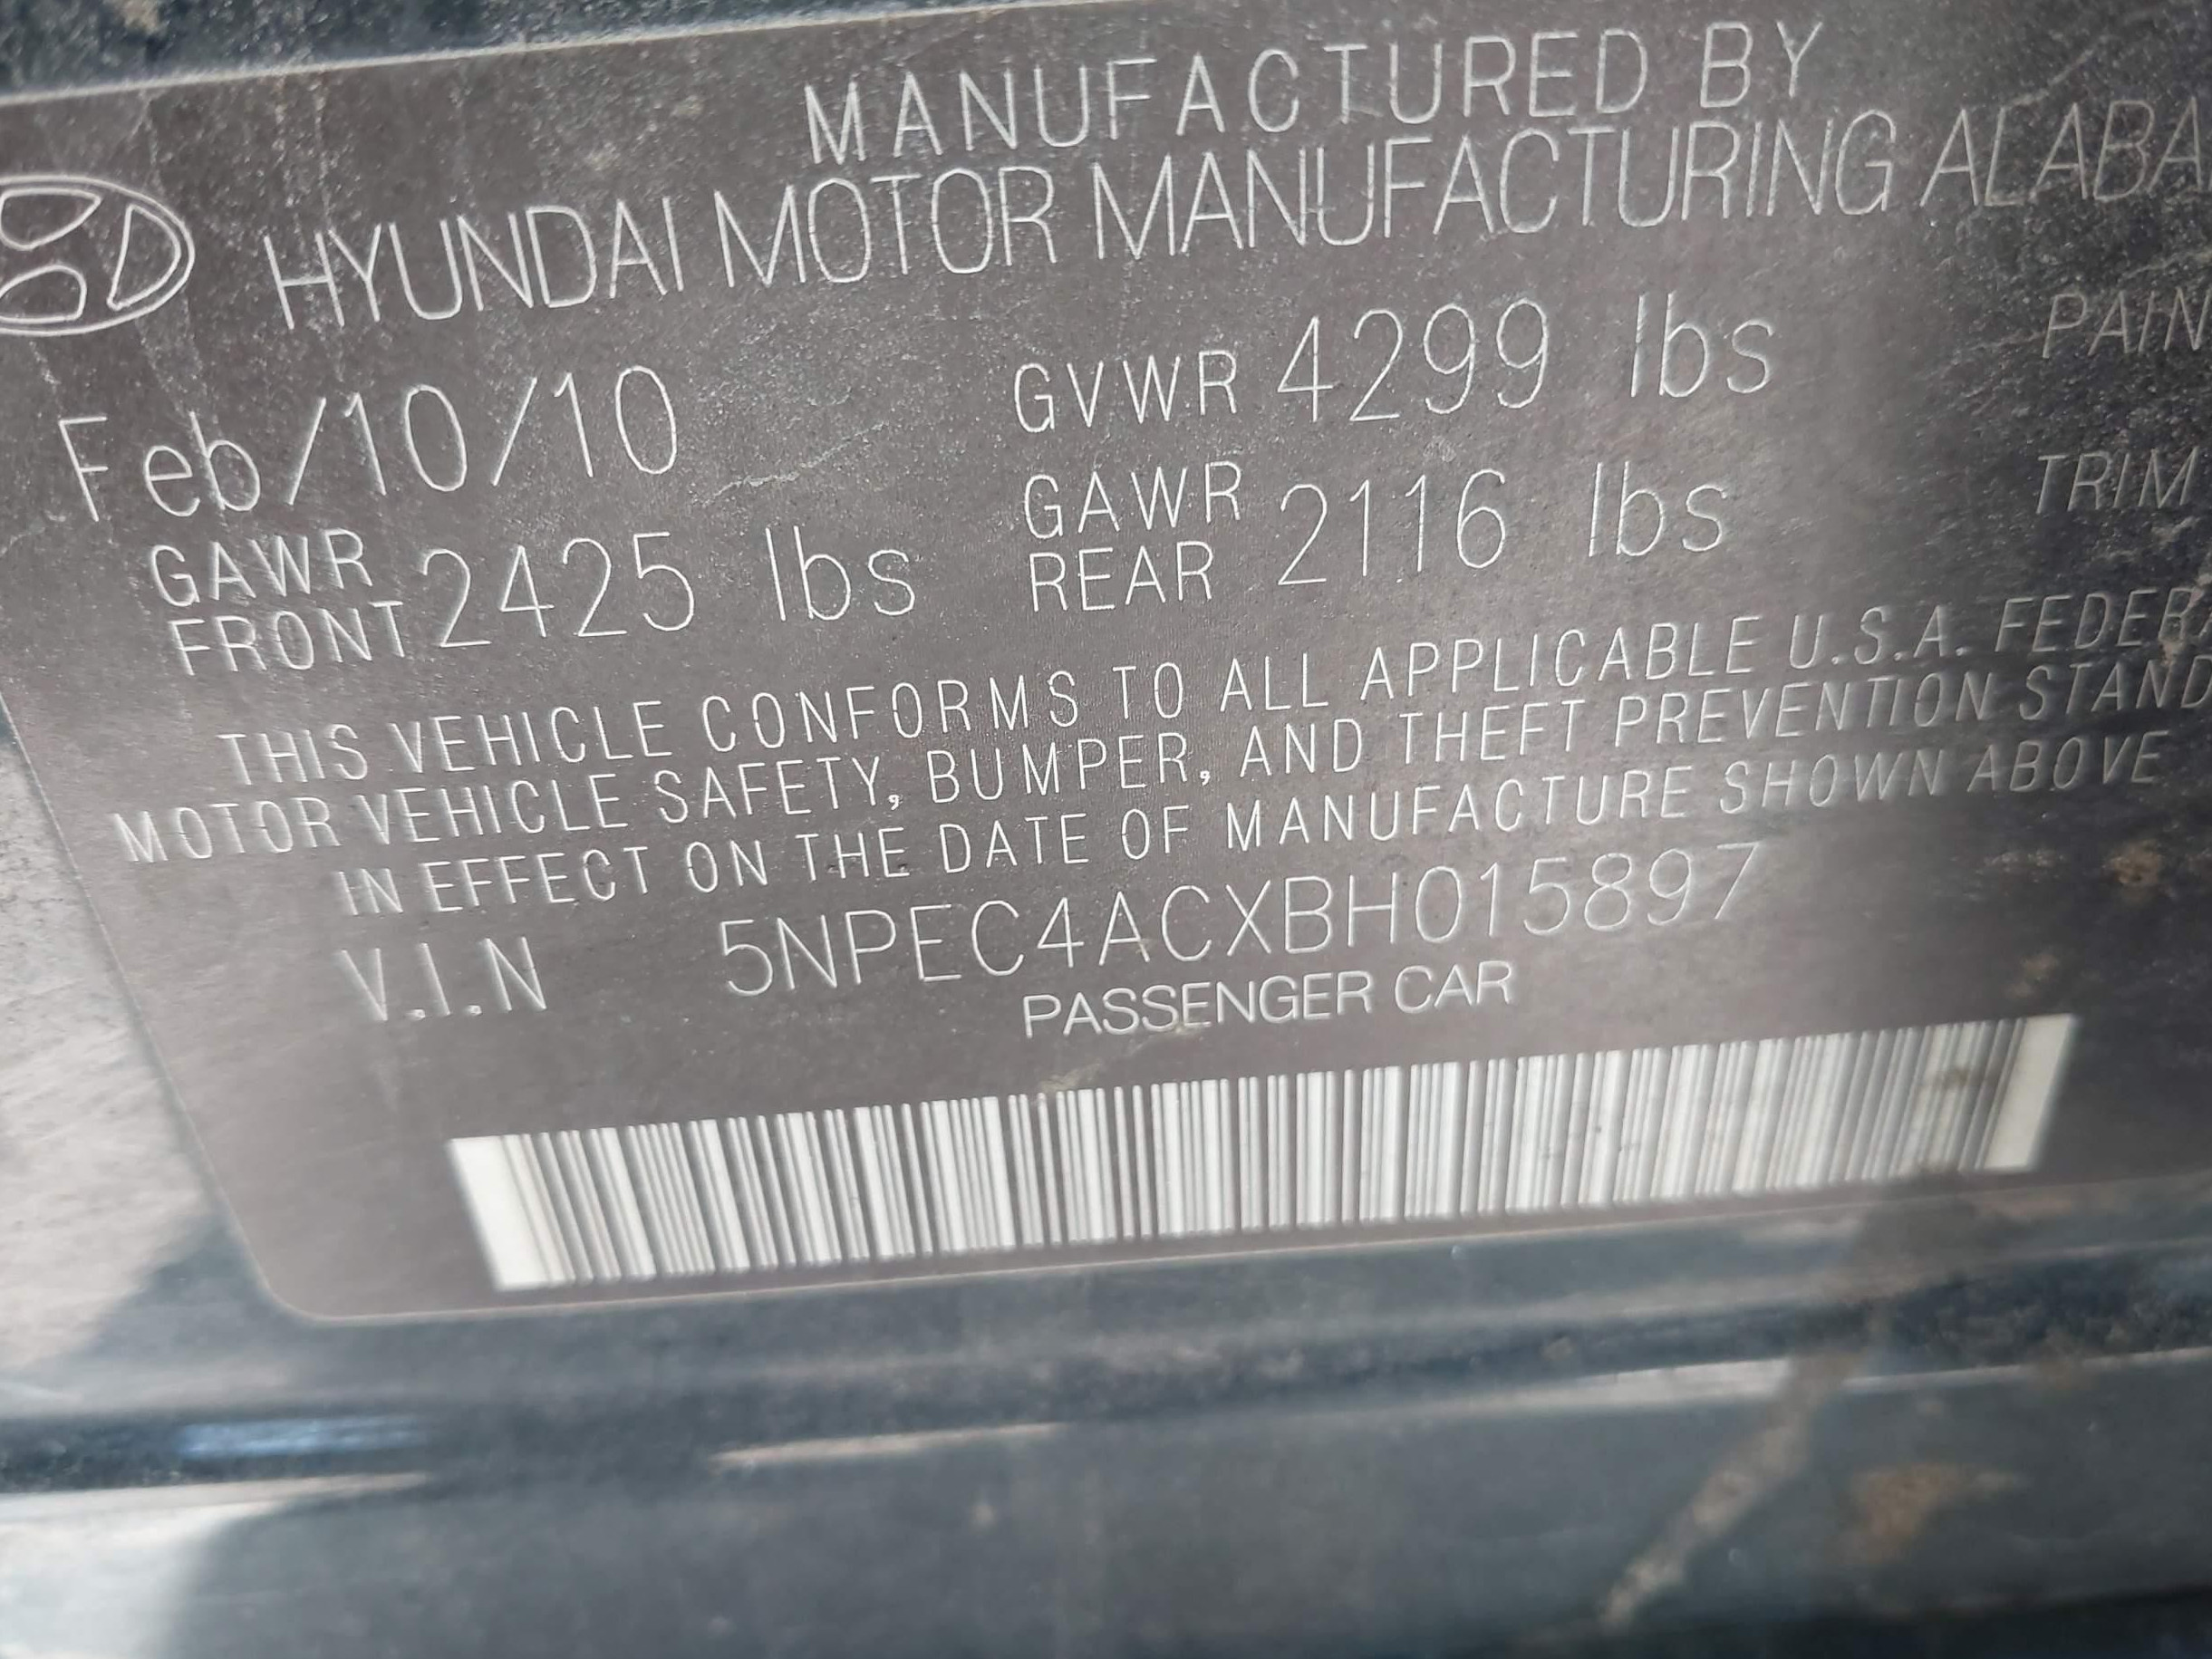 MANUFACTURED BY
HYUNDAI MOTOR MANUFACTURING ALABA
Feb/10/10 GVWR 4299 lbs PAIN
GAWR FRONT 2425 lbs GAWR REAR 2116 lbs TRIM
THIS VEHICLE CONFORMS TO ALL APPLICABLE U.S.A. FEDER
MOTOR VEHICLE SAFETY, BUMPER, AND THEFT PREVENTION STAND
IN EFFECT ON THE DATE OF MANUFACTURE SHOWN ABOVE
V.I.N 5NPEC4ACXBH015897
PASSENGER CAR